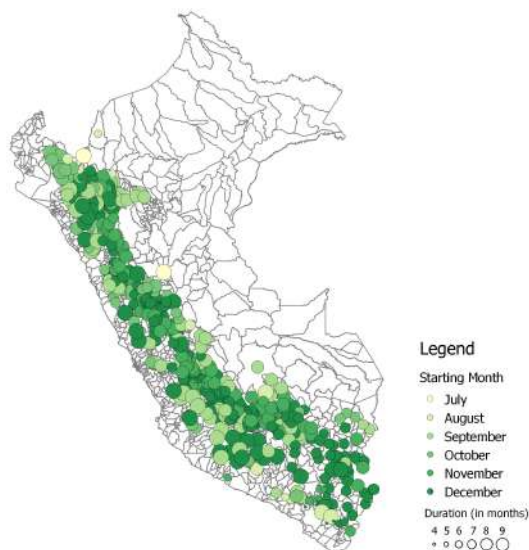 Legend
Starting Month
July
August
September
October
November
December
Duration (in months)
4 5 6 7 8 9